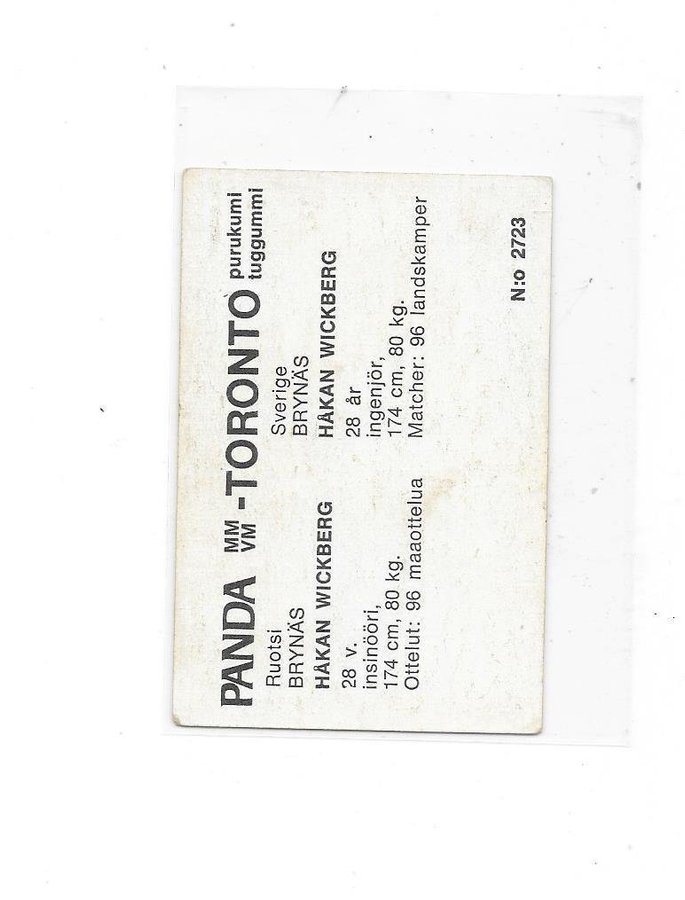 PANDA MM VM -TORONTO purukumi tuggummi
Ruotsi
BRYNÄS
HÅKAN WICKBERG
28 v.
insinööri,
174 cm, 80 kg.
Ottelut: 96 maaottelua
Sverige
BRYNÄS
HÅKAN WICKBERG
28 år
ingenjör,
174 cm, 80 kg.
Matcher: 96 landskamper
N:o 2723